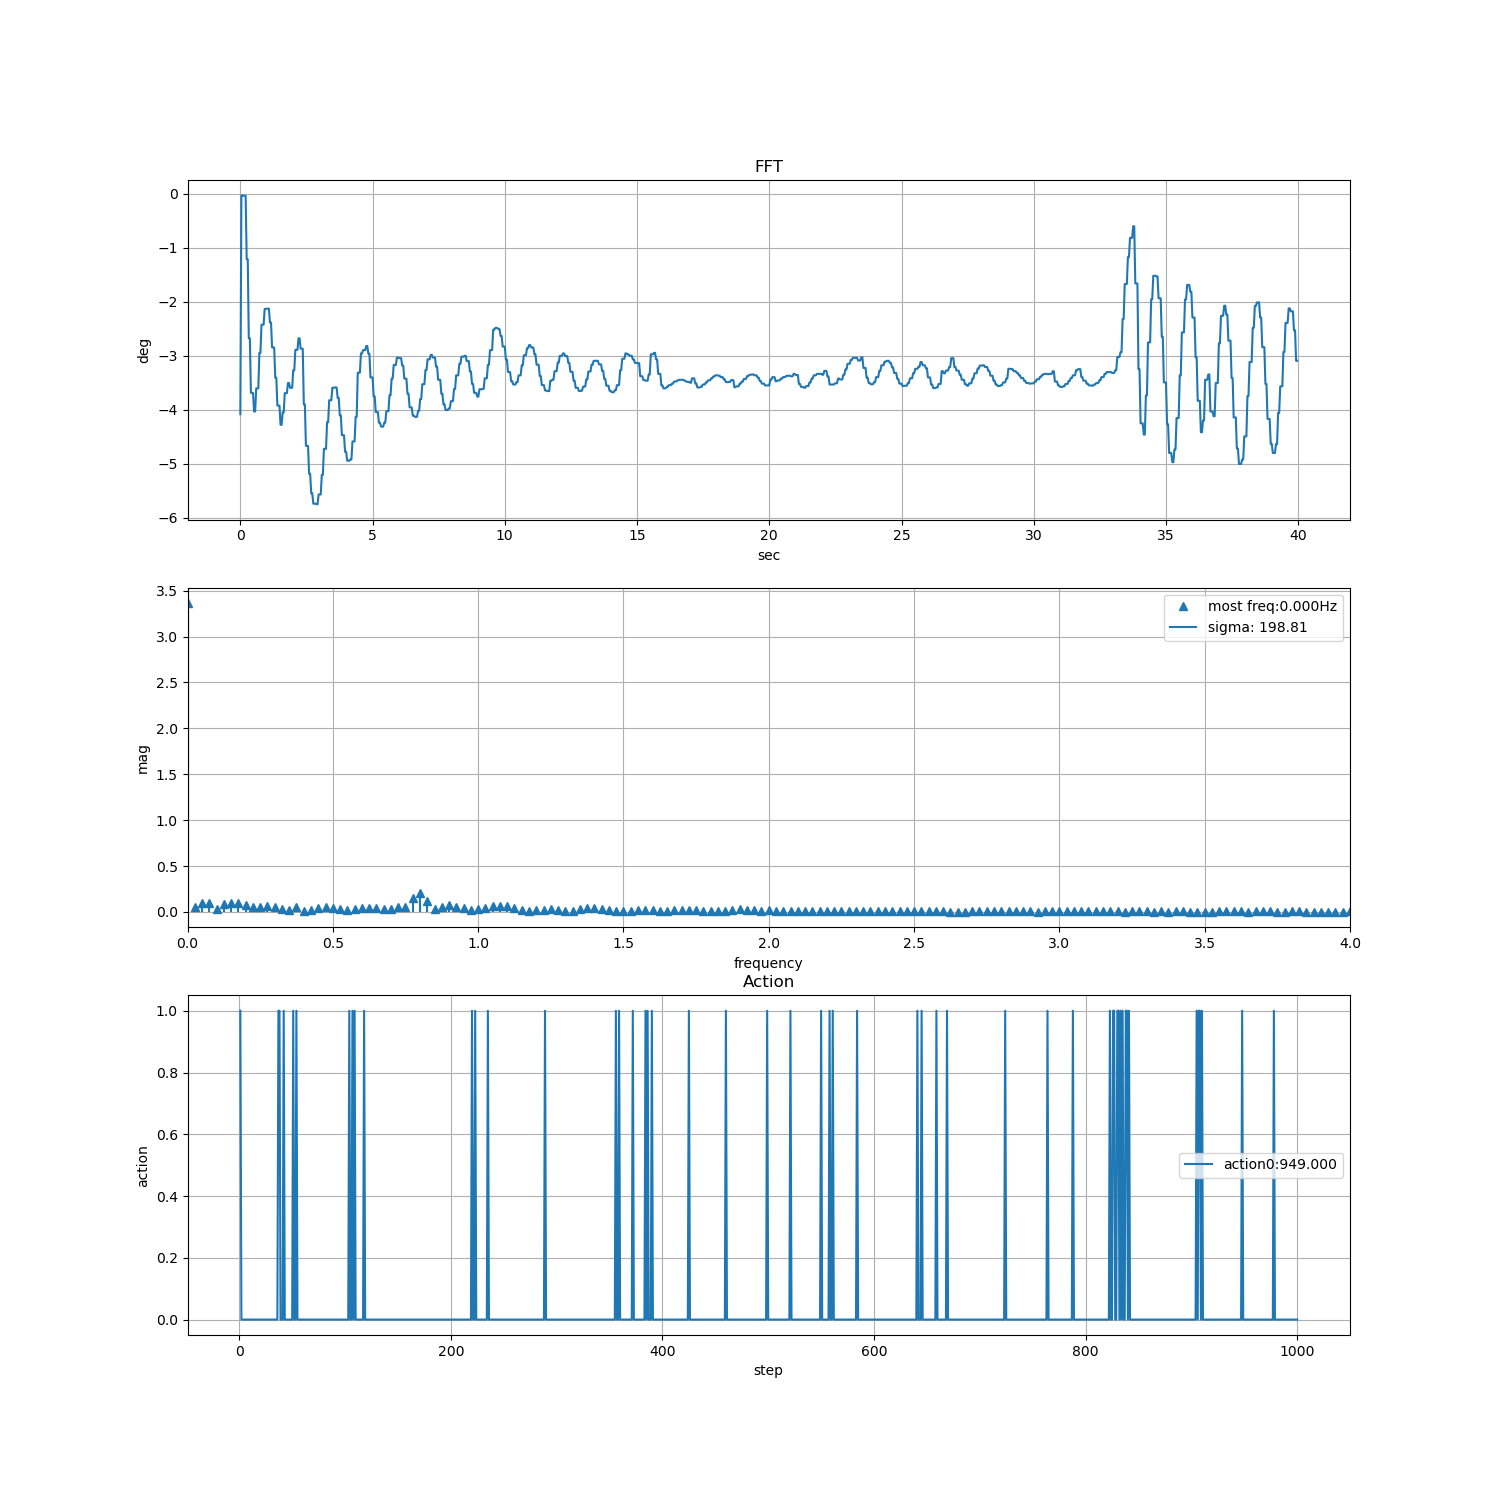 FFT
0
−1
−2
−3
−4
−5
−6
deg
0 5 10 15 20 25 30 35 40
sec
3.5
3.0
2.5
2.0
1.5
1.0
0.5
0.0
mag
most freq:0.000Hz
sigma: 198.81
0.0 0.5 1.0 1.5 2.0 2.5 3.0 3.5 4.0
frequency
Action
1.0
0.8
0.6
0.4
0.2
0.0
action
action0:949.000
0 200 400 600 800 1000
step